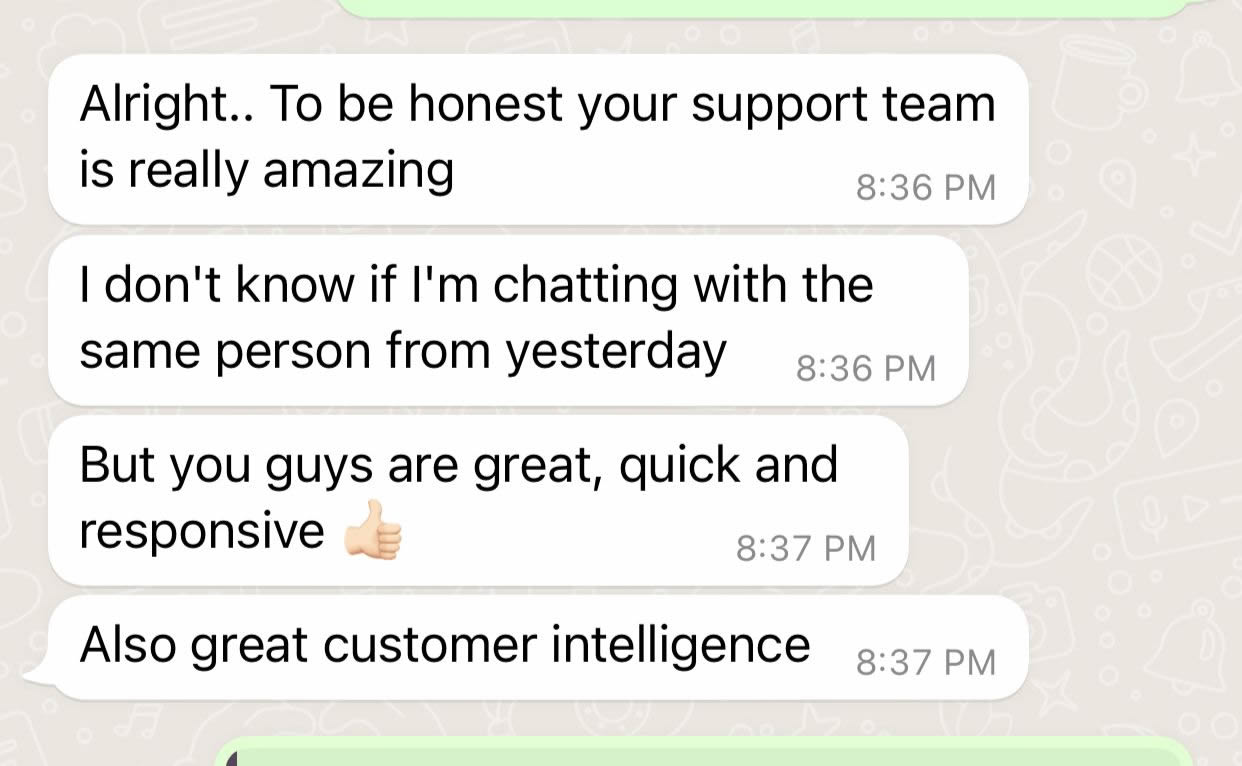 Alright.. To be honest your support team
is really amazing
8:36 PM
I don't know if I'm chatting with the
same person from yesterday
8:36 PM
But you guys are great, quick and
responsive 👍🏻
8:37 PM
Also great customer intelligence
8:37 PM